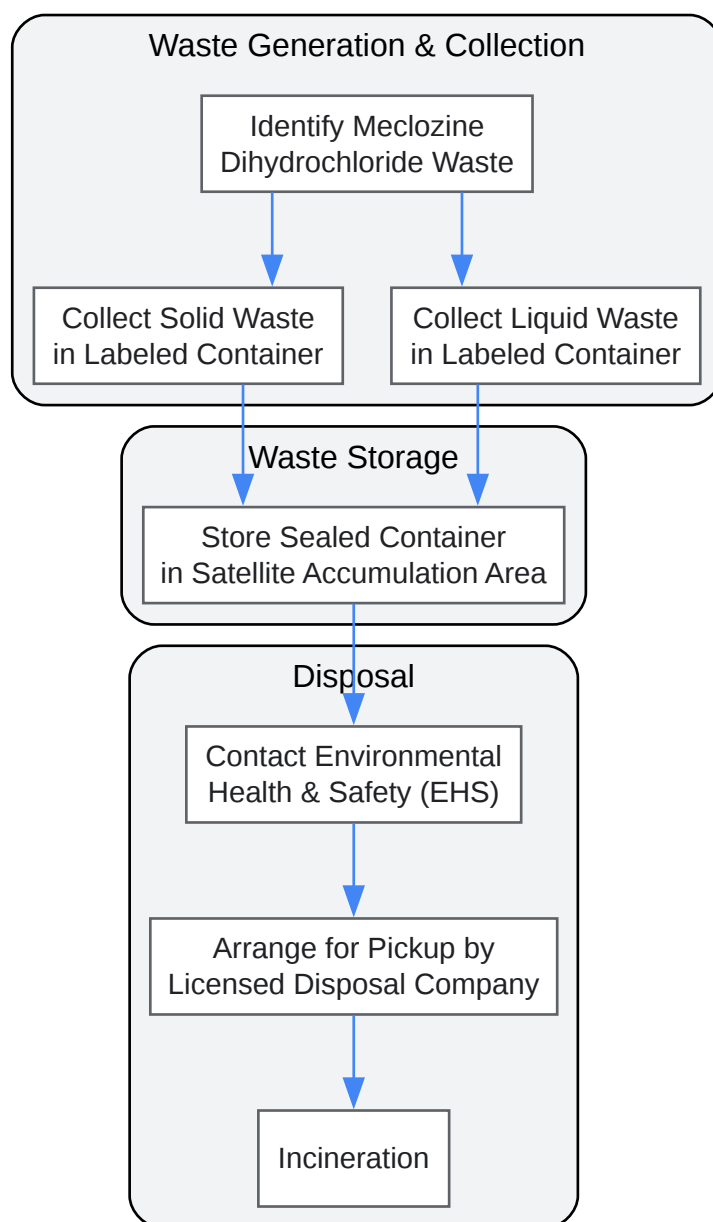 Waste Generation & Collection
Identify Meclozine
Dihydrochloride Waste
Collect Solid Waste
in Labeled Container
Collect Liquid Waste
in Labeled Container
Waste Storage
Store Sealed Container
in Satellite Accumulation Area
Disposal
Contact Environmental
Health & Safety (EHS)
Arrange for Pickup by
Licensed Disposal Company
Incineration